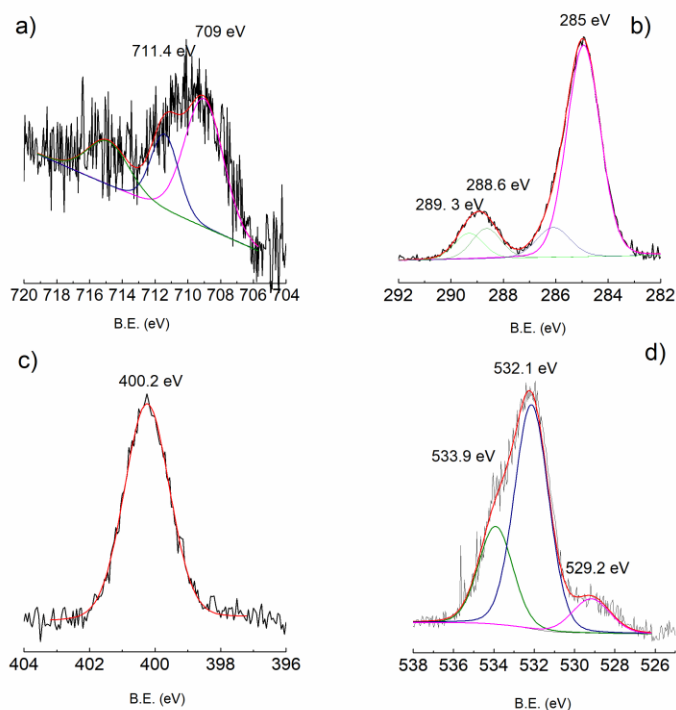 a)
709 eV
711.4 eV
720 718 716 714 712 710 708 706 704
B.E. (eV)
b)
285 eV
288.6 eV
289. 3 eV
292 290 288 286 284 282
B.E. (eV)
c)
400.2 eV
404 402 400 398 396
B.E. (eV)
d)
532.1 eV
533.9 eV
529.2 eV
538 536 534 532 530 528 526
B.E. (eV)